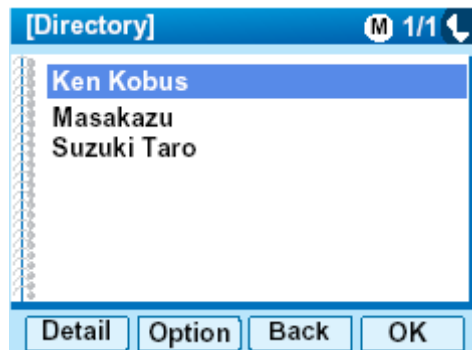 [Directory] M 1/1
Ken Kobus
Masakazu
Suzuki Taro
Detail Option Back OK